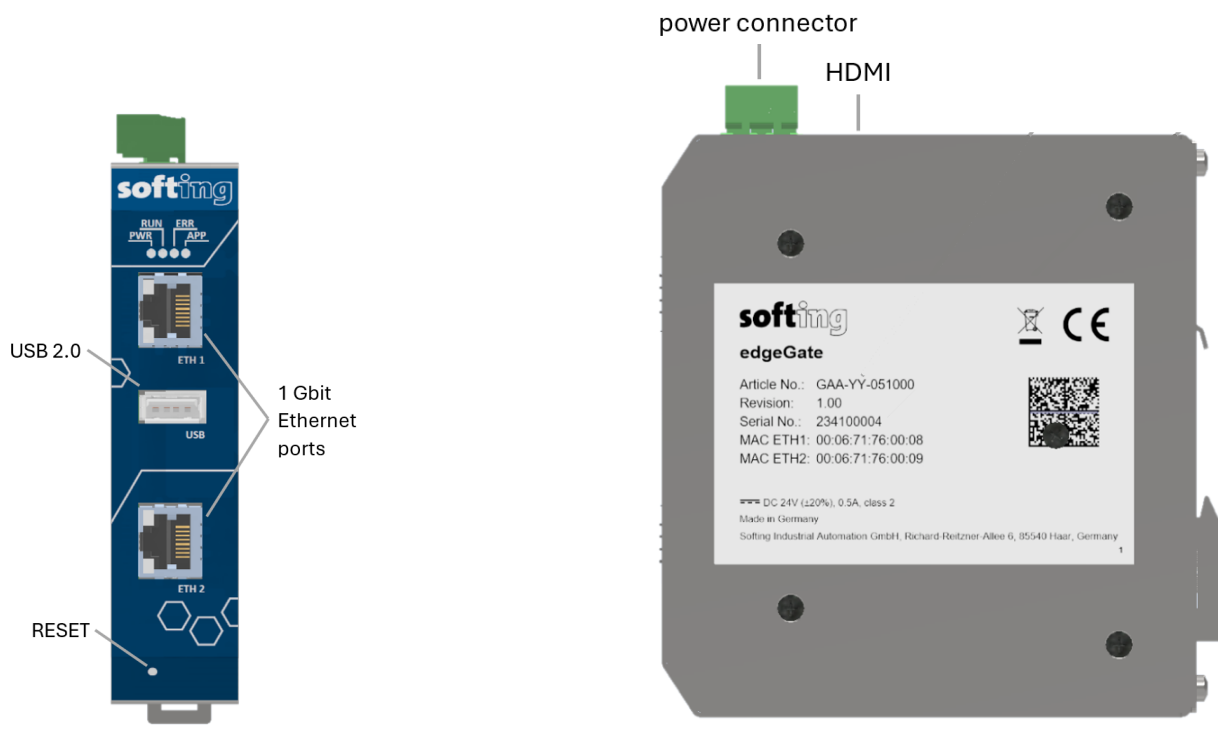 power connector
HDMI
softing
RUN ERR
PWR APP
ETH 1
USB 2.0
1 Gbit
Ethernet
ports
USB
ETH 2
RESET
softing
edgeGate
Article No.: GAA-YY-051000
Revision: 1.00
Serial No.: 234100004
MAC ETH1: 00:06:71:76:00:08
MAC ETH2: 00:06:71:76:00:09
DC 24V (±20%), 0.5A, class 2
Made in Germany
Softing Industrial Automation GmbH, Richard-Reitzner-Allee 6, 85540 Haar, Germany
1
CE